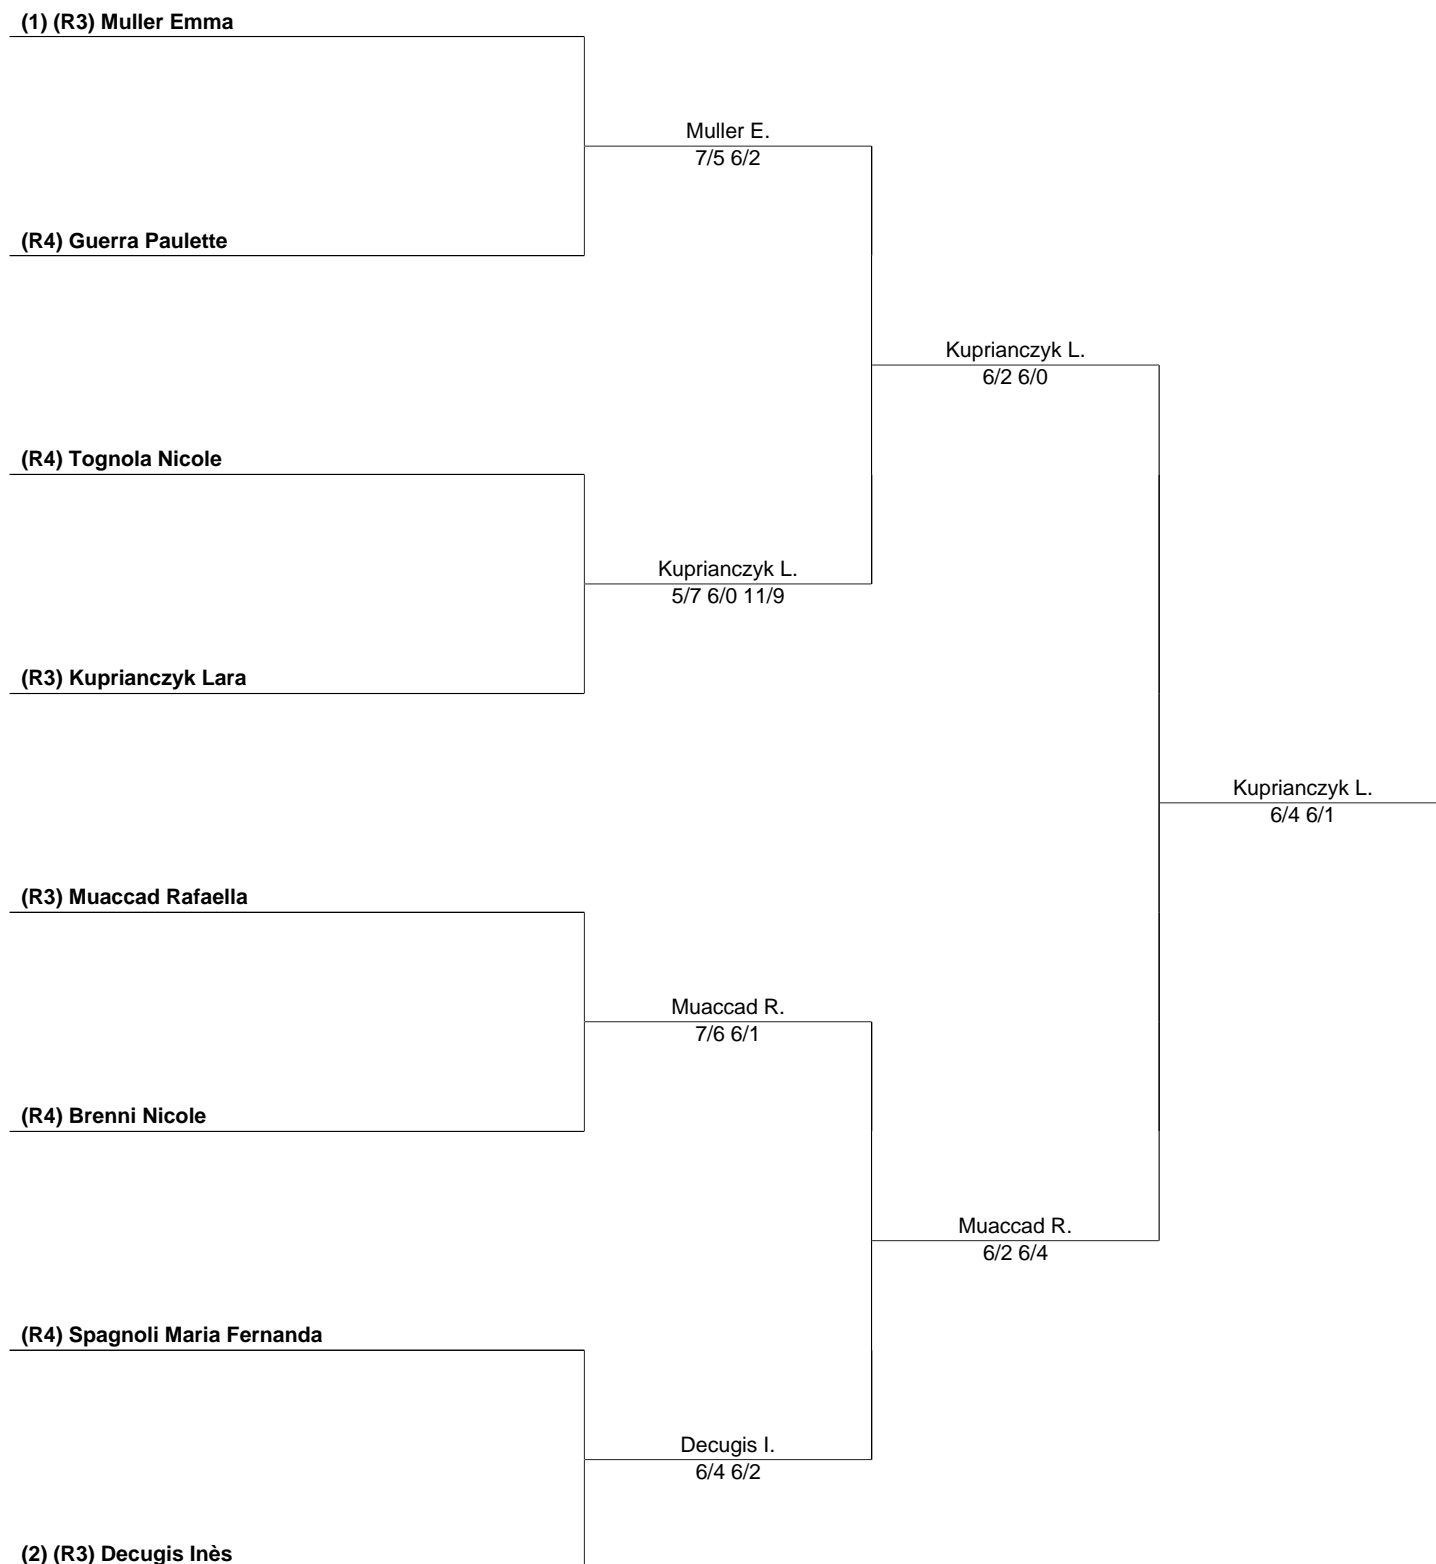 (1) (R3) Muller Emma
Muller E.
7/5 6/2
(R4) Guerra Paulette
Kuprianczyk L.
6/2 6/0
(R4) Tognola Nicole
Kuprianczyk L.
5/7 6/0 11/9
(R3) Kuprianczyk Lara
Kuprianczyk L.
6/4 6/1
(R3) Muaccad Rafaella
Muaccad R.
7/6 6/1
(R4) Brenni Nicole
Muaccad R.
6/2 6/4
(R4) Spagnoli Maria Fernanda
Decugis I.
6/4 6/2
(2) (R3) Decugis Inès